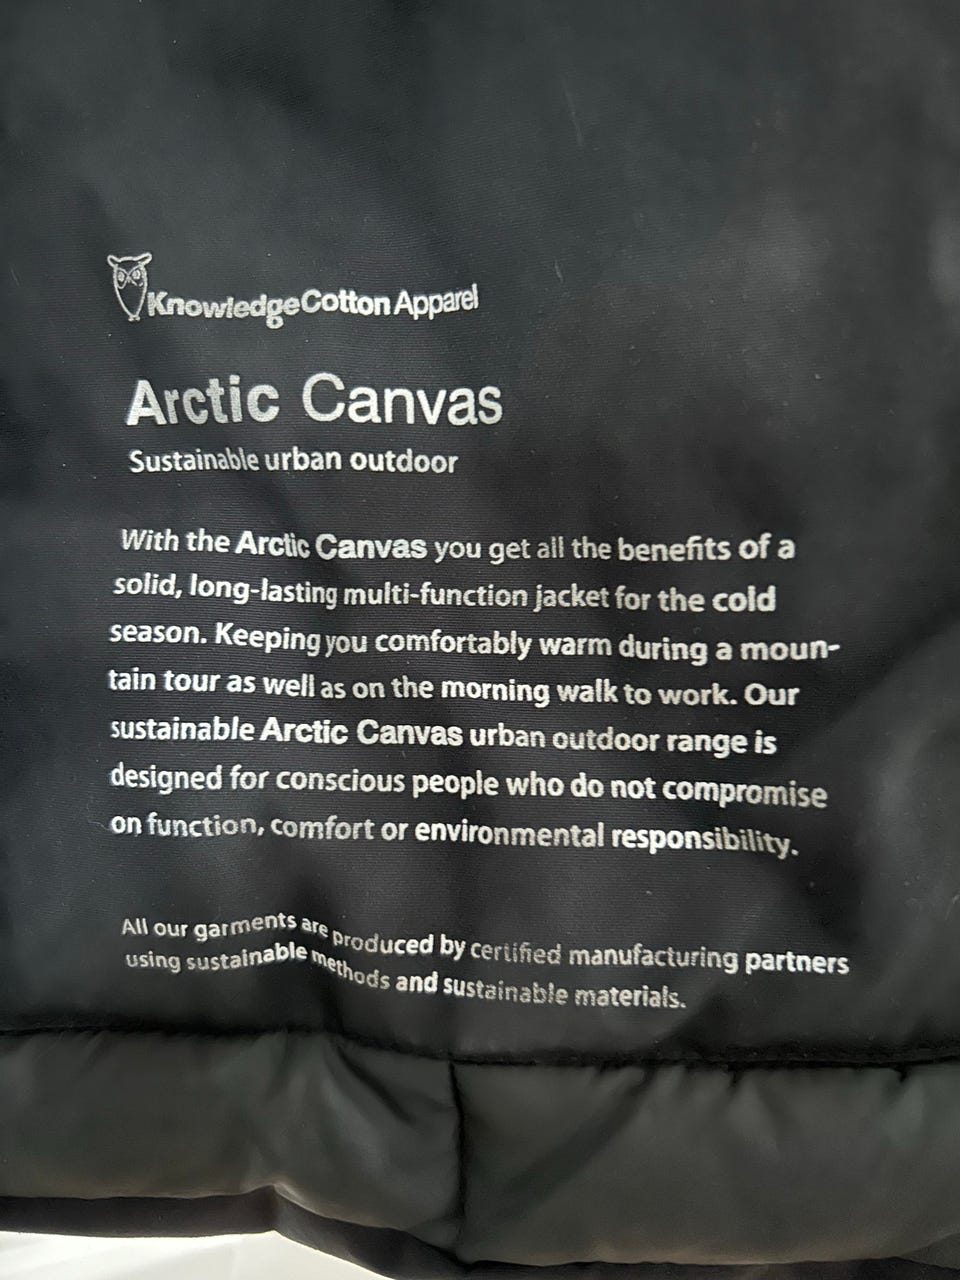 KnowledgeCotton Apparel
Arctic Canvas
Sustainable urban outdoor
With the Arctic Canvas you get all the benefits of a
solid, long-lasting multi-function jacket for the cold
season. Keeping you comfortably warm during a moun-
tain tour as well as on the morning walk to work. Our
sustainable Arctic Canvas urban outdoor range is
designed for conscious people who do not compromise
on function, comfort or environmental responsibility.
All our garments are produced by certified manufacturing partners
using sustainable methods and sustainable materials.